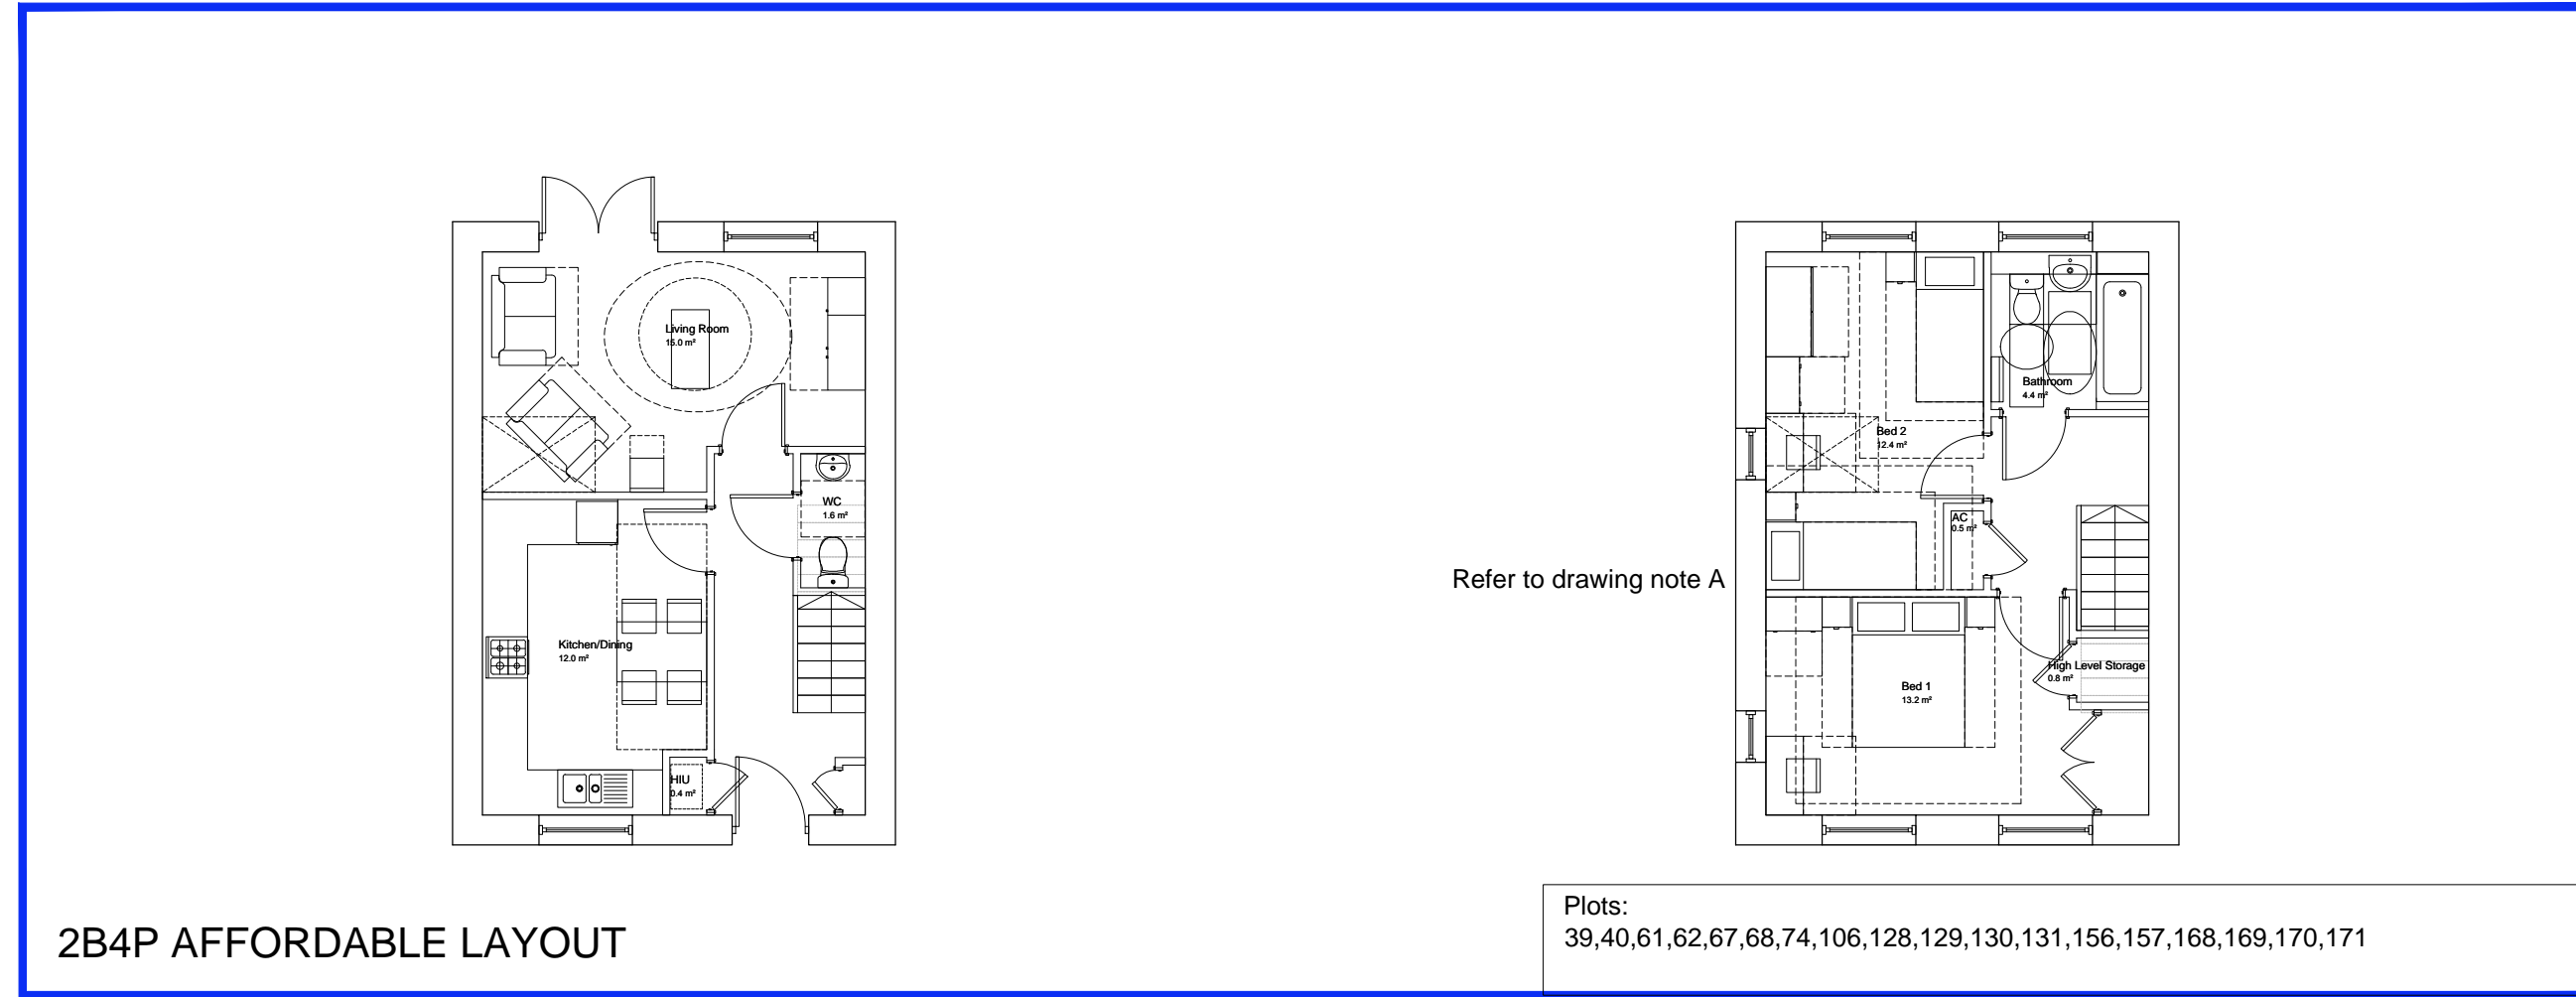 Living Room
15.0 m²
WC
1.6 m²
Kitchen/Dining
12.0 m²
HIU
0.4 m²
Bathroom
4.4 m²
Bed 2
12.4 m²
AC
0.5 m²
Refer to drawing note A
High Level Storage
0.8 m²
Bed 1
13.2 m²
2B4P AFFORDABLE LAYOUT
Plots:
39,40,61,62,67,68,74,106,128,129,130,131,156,157,168,169,170,171